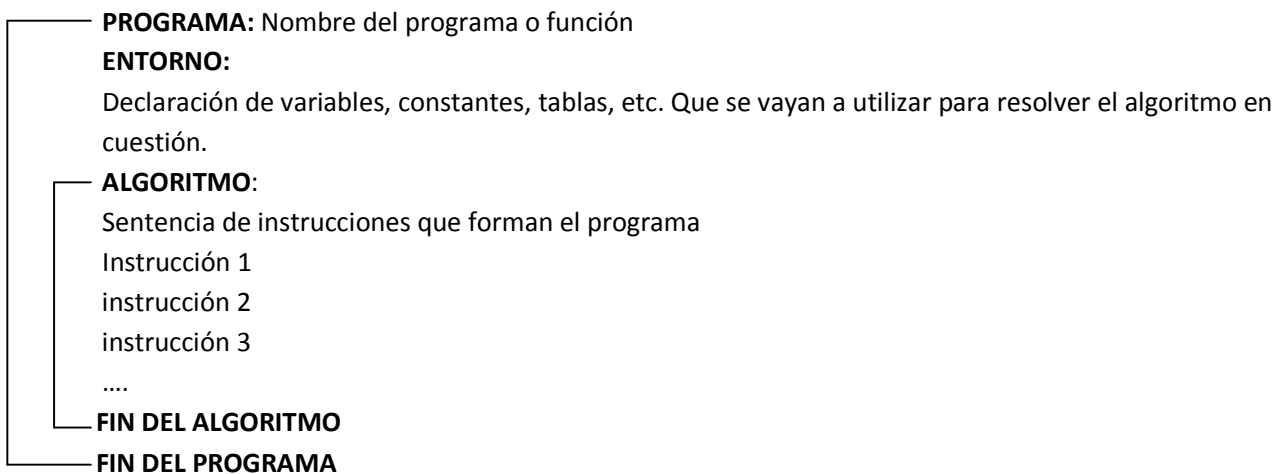 PROGRAMA: Nombre del programa o función
ENTORNO:
Declaración de variables, constantes, tablas, etc. Que se vayan a utilizar para resolver el algoritmo en
cuestión.
ALGORITMO:
Sentencia de instrucciones que forman el programa
Instrucción 1
instrucción 2
instrucción 3
....
FIN DEL ALGORITMO
FIN DEL PROGRAMA